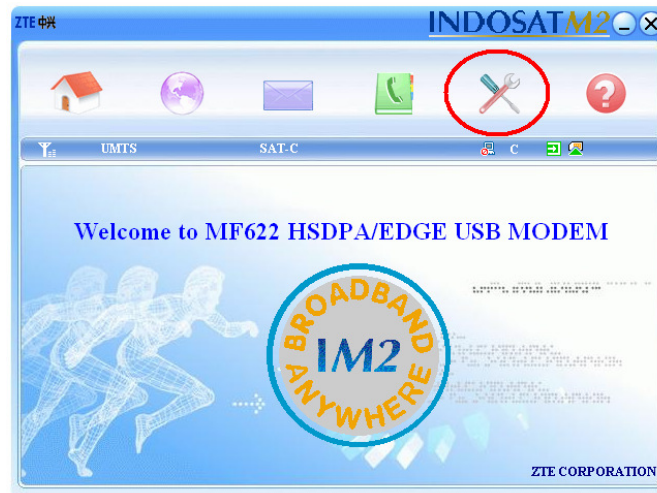 ZTE中兴
INDOSATM2
UMTS SAT-C C
Welcome to MF622 HSDPA/EDGE USB MODEM
BROADBAND
IM2
ANYWHERE
ZTE CORPORATION